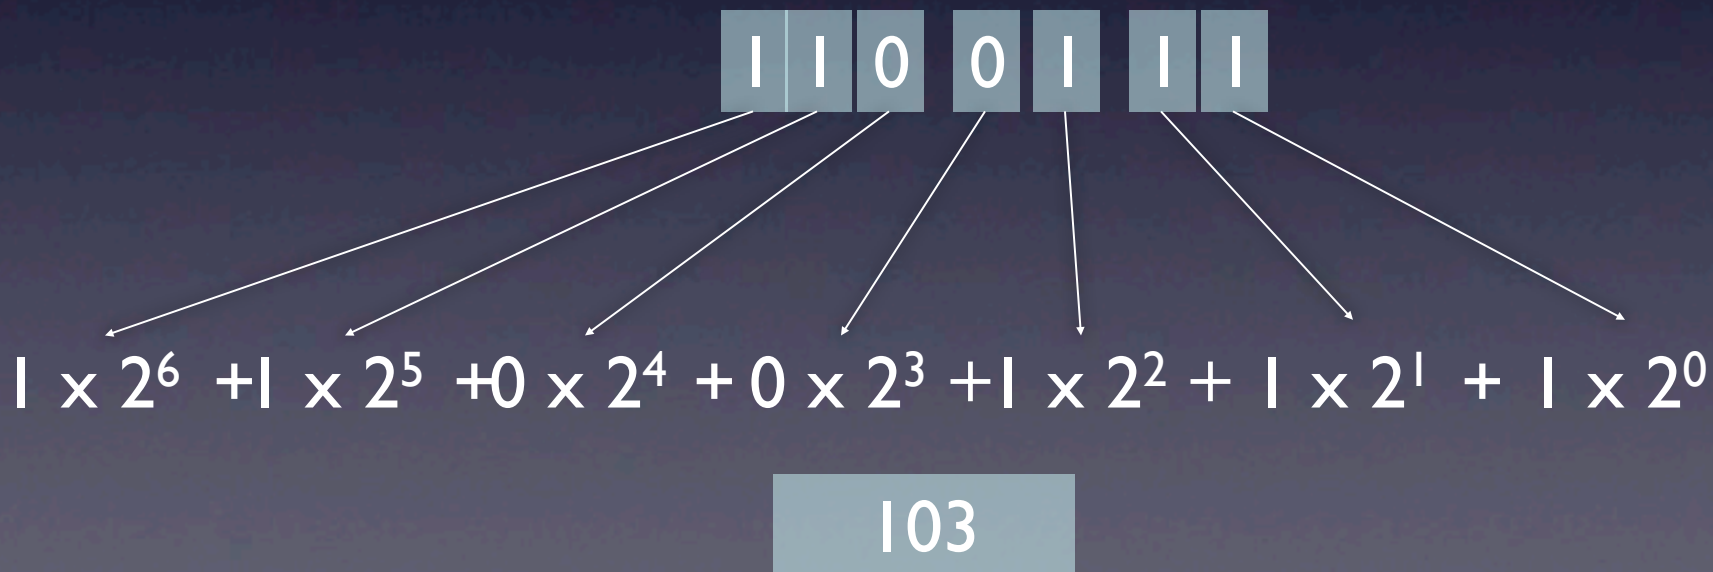 1 1 0 0 1 1 1
1 x 2⁶ +1 x 2⁵ +0 x 2⁴ + 0 x 2³ +1 x 2² + 1 x 2¹ + 1 x 2⁰
103